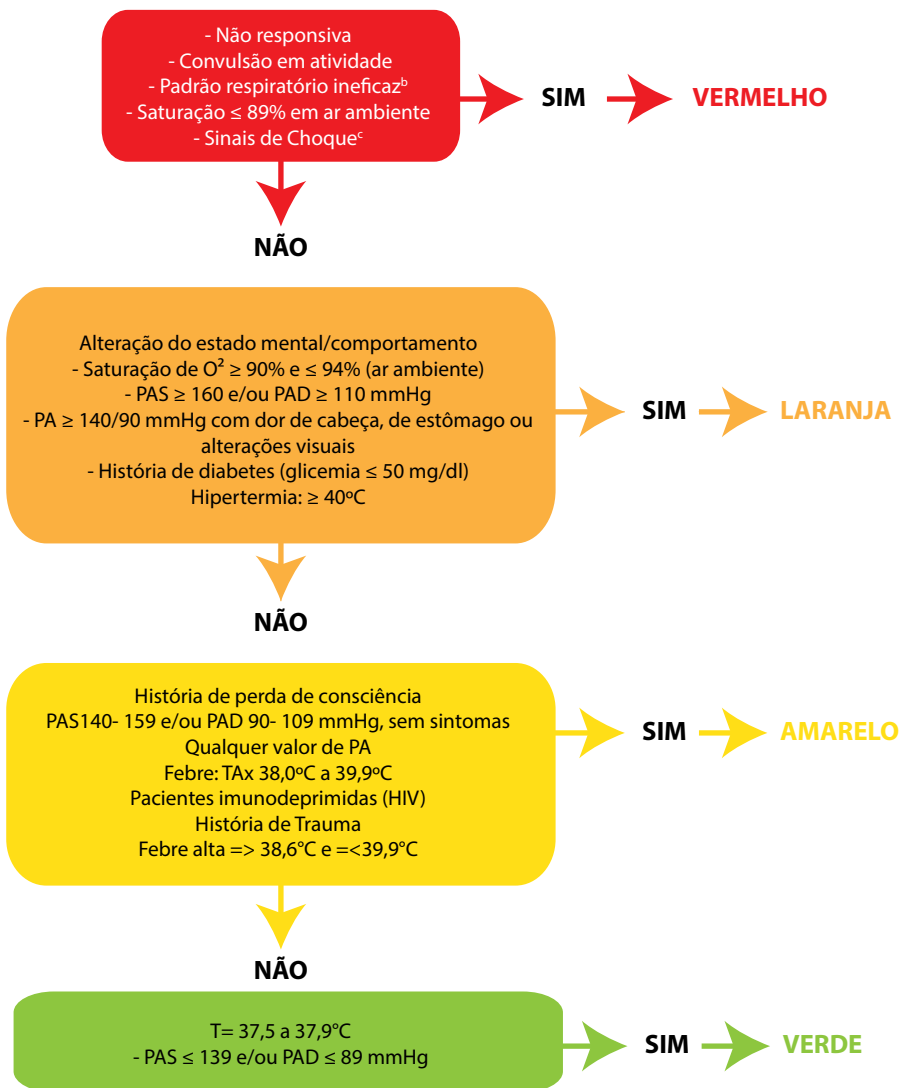 - Não responsiva
- Convulsão em atividade
- Padrão respiratório ineficazᵇ
- Saturação ≤ 89% em ar ambiente
- Sinais de Choqueᶜ
SIM
VERMELHO
NÃO
Alteração do estado mental/comportamento
- Saturação de O² ≥ 90% e ≤ 94% (ar ambiente)
- PAS ≥ 160 e/ou PAD ≥ 110 mmHg
- PA ≥ 140/90 mmHg com dor de cabeça, de estômago ou
alterações visuais
- História de diabetes (glicemia ≤ 50 mg/dl)
Hipertermia: ≥ 40ºC
SIM
LARANJA
NÃO
História de perda de consciência
PAS140- 159 e/ou PAD 90- 109 mmHg, sem sintomas
Qualquer valor de PA
Febre: TAx 38,0ºC a 39,9ºC
Pacientes imunodeprimidas (HIV)
História de Trauma
Febre alta => 38,6°C e =<39,9°C
SIM
AMARELO
NÃO
T= 37,5 a 37,9°C
- PAS ≤ 139 e/ou PAD ≤ 89 mmHg
SIM
VERDE